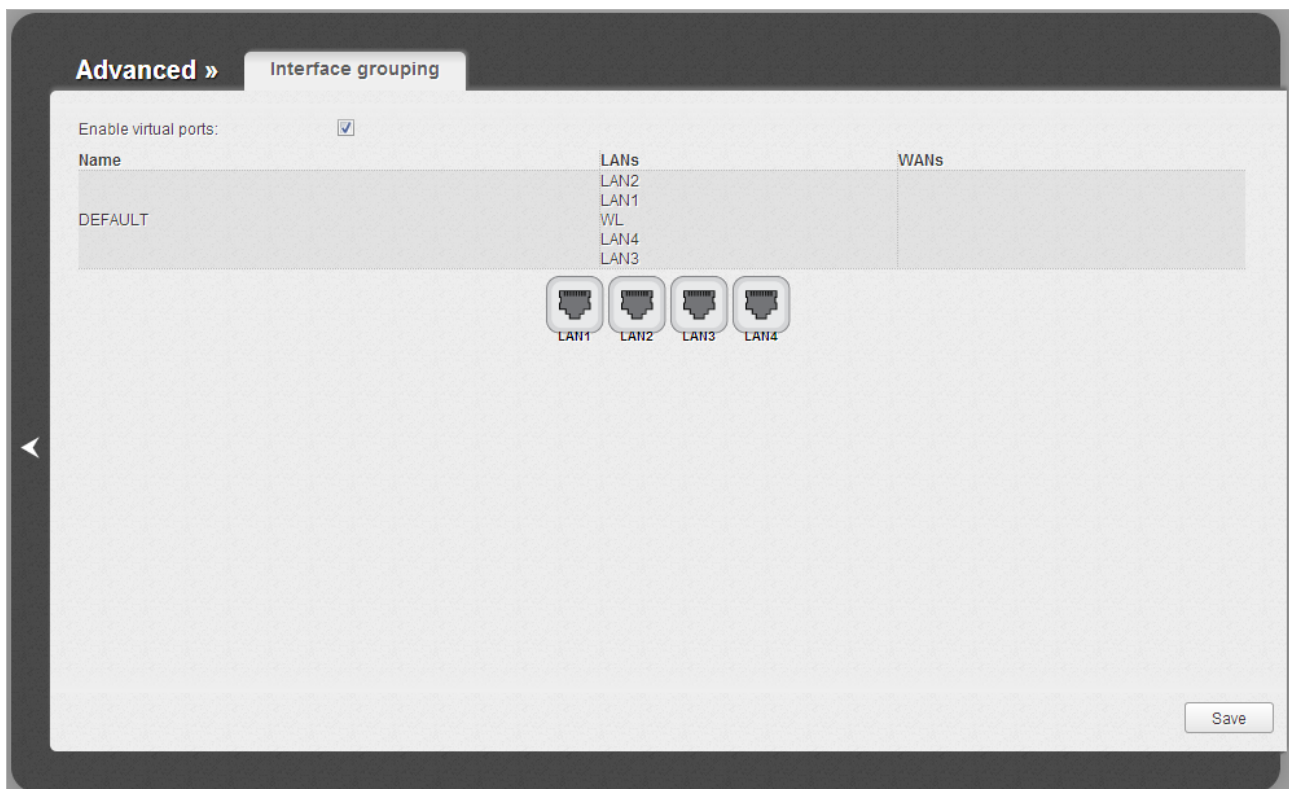 Advanced »
Interface grouping
Enable virtual ports:
Name LANs WANs
LAN2
LAN1
DEFAULT WL
LAN4
LAN3
LAN1 LAN2 LAN3 LAN4
Save